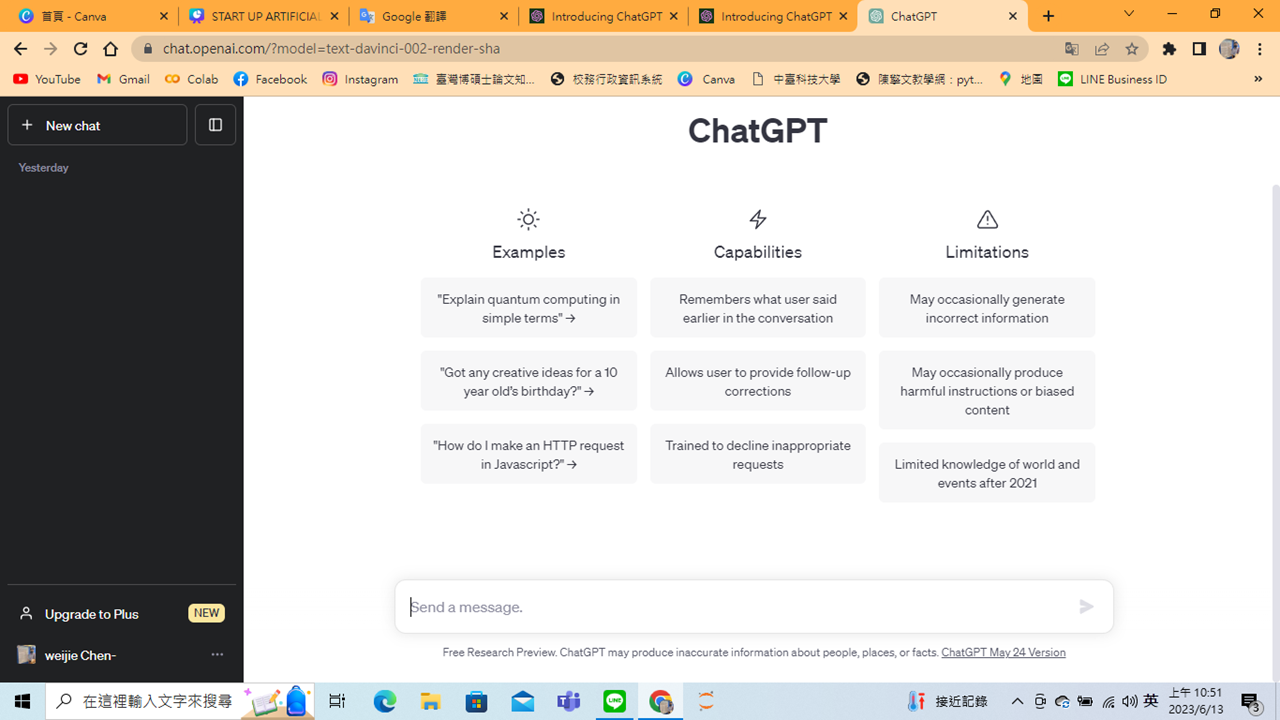 首頁 - Canva
START UP ARTIFICIAL
Google 翻譯
Introducing ChatGPT
Introducing ChatGPT
ChatGPT
chat.openai.com/?model=text-davinci-002-render-sha
YouTube
Gmail
Colab
Facebook
Instagram
臺灣博碩士論文知...
校務行政資訊系統
Canva
中臺科技大學
陳擎文教學網：pyt...
地圖
LINE Business ID
New chat
Yesterday
ChatGPT
Examples
"Explain quantum computing in
simple terms" →
"Got any creative ideas for a 10
year old's birthday?" →
"How do I make an HTTP request
in Javascript?" →
Capabilities
Remembers what user said
earlier in the conversation
Allows user to provide follow-up
corrections
Trained to decline inappropriate
requests
Limitations
May occasionally generate
incorrect information
May occasionally produce
harmful instructions or biased
content
Limited knowledge of world and
events after 2021
Send a message.
Free Research Preview. ChatGPT may produce inaccurate information about people, places, or facts. ChatGPT May 24 Version
Upgrade to Plus
NEW
weijie Chen-
在這裡輸入文字來搜尋
接近記錄
英
上午 10:51
2023/6/13
3